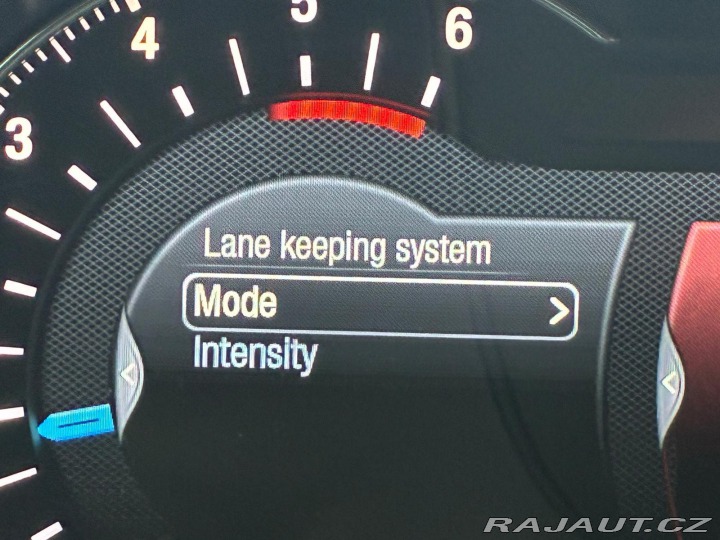 3
4
5
6
Lane keeping system
Mode
Intensity
RAJAUT.CZ